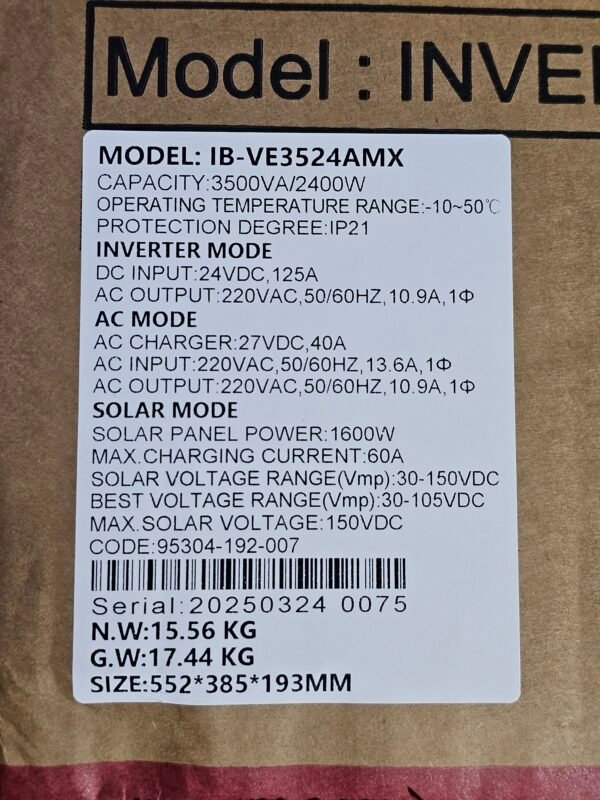 Model : INVE
MODEL: IB-VE3524AMX
CAPACITY:3500VA/2400W
OPERATING TEMPERATURE RANGE:-10~50℃
PROTECTION DEGREE:IP21
INVERTER MODE
DC INPUT:24VDC,125A
AC OUTPUT:220VAC,50/60HZ,10.9A,1Φ
AC MODE
AC CHARGER:27VDC,40A
AC INPUT:220VAC,50/60HZ,13.6A,1Φ
AC OUTPUT:220VAC,50/60HZ,10.9A,1Φ
SOLAR MODE
SOLAR PANEL POWER:1600W
MAX.CHARGING CURRENT:60A
SOLAR VOLTAGE RANGE(Vmp):30-150VDC
BEST VOLTAGE RANGE(Vmp):30-105VDC
MAX.SOLAR VOLTAGE:150VDC
CODE:95304-192-007
Serial:20250324 0075
N.W:15.56 KG
G.W:17.44 KG
SIZE:552*385*193MM